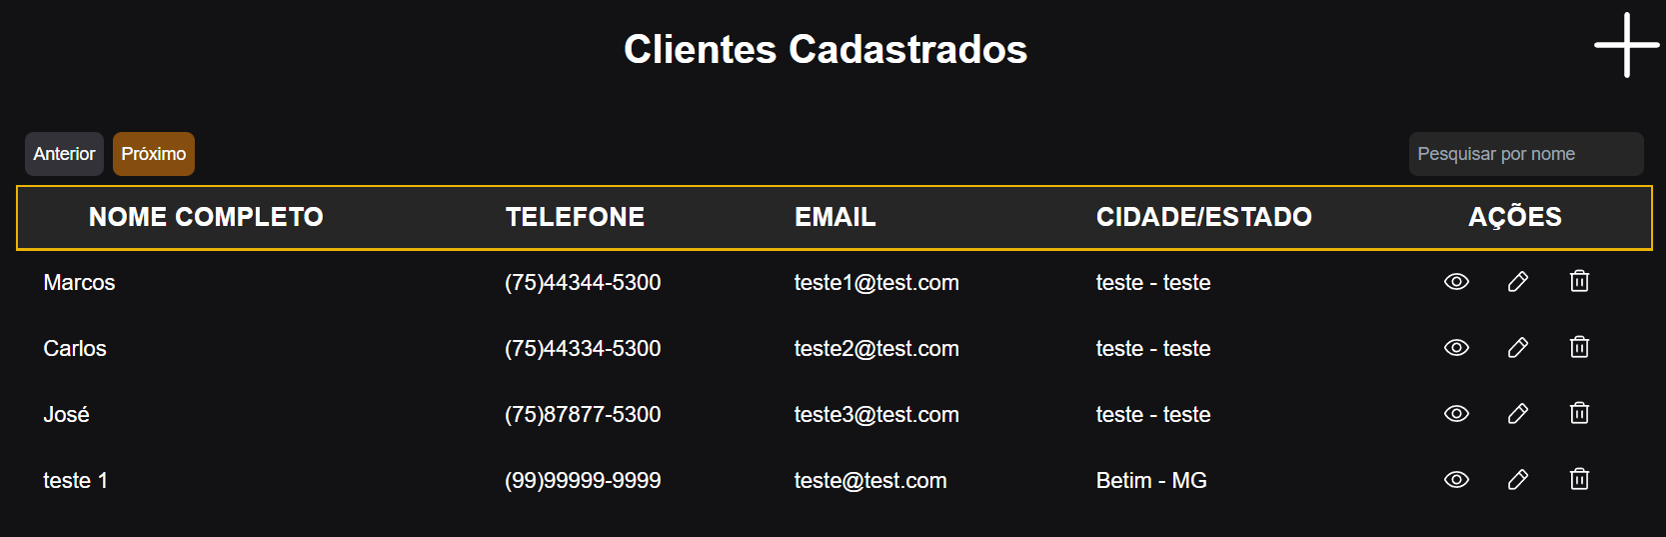 Clientes Cadastrados
Anterior Próximo Pesquisar por nome
NOME COMPLETO TELEFONE EMAIL CIDADE/ESTADO AÇÕES
Marcos (75)44344-5300 teste1@test.com teste - teste
Carlos (75)44334-5300 teste2@test.com teste - teste
José (75)87877-5300 teste3@test.com teste - teste
teste 1 (99)99999-9999 teste@test.com Betim - MG